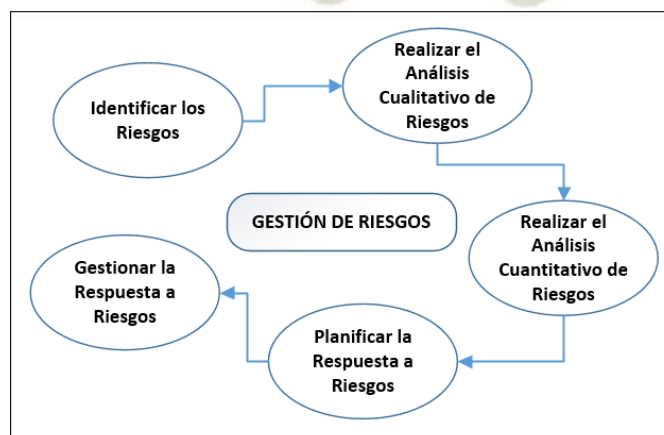 Identificar los
Riesgos
Realizar el
Análisis
Cualitativo de
Riesgos
Realizar el
Análisis
Cuantitativo de
Riesgos
GESTIÓN DE RIESGOS
Planificar la
Respuesta a
Riesgos
Gestionar la
Respuesta a
Riesgos